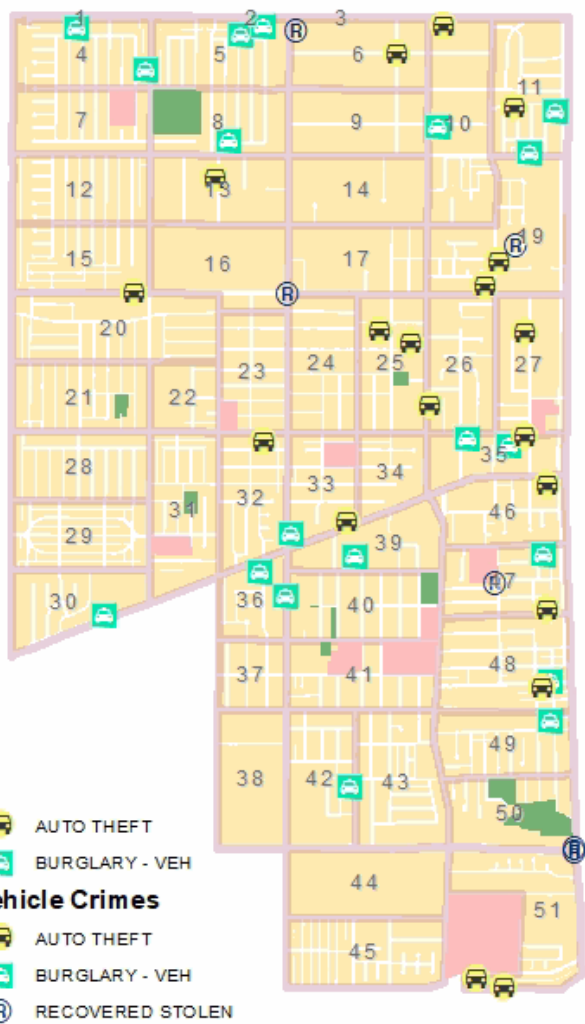 1 2 3
4 5 6
11
7 8 9 10
12 13 14
19
15 16 17
20
23 24 25 26 27
21 22
28 32 33 34 35
31 46
29 39
30 36 40 47
37 41 48
49
38 42 43
50
44 51
45
R
AUTO THEFT
BURGLARY - VEH
ehicle Crimes
AUTO THEFT
BURGLARY - VEH
R RECOVERED STOLEN